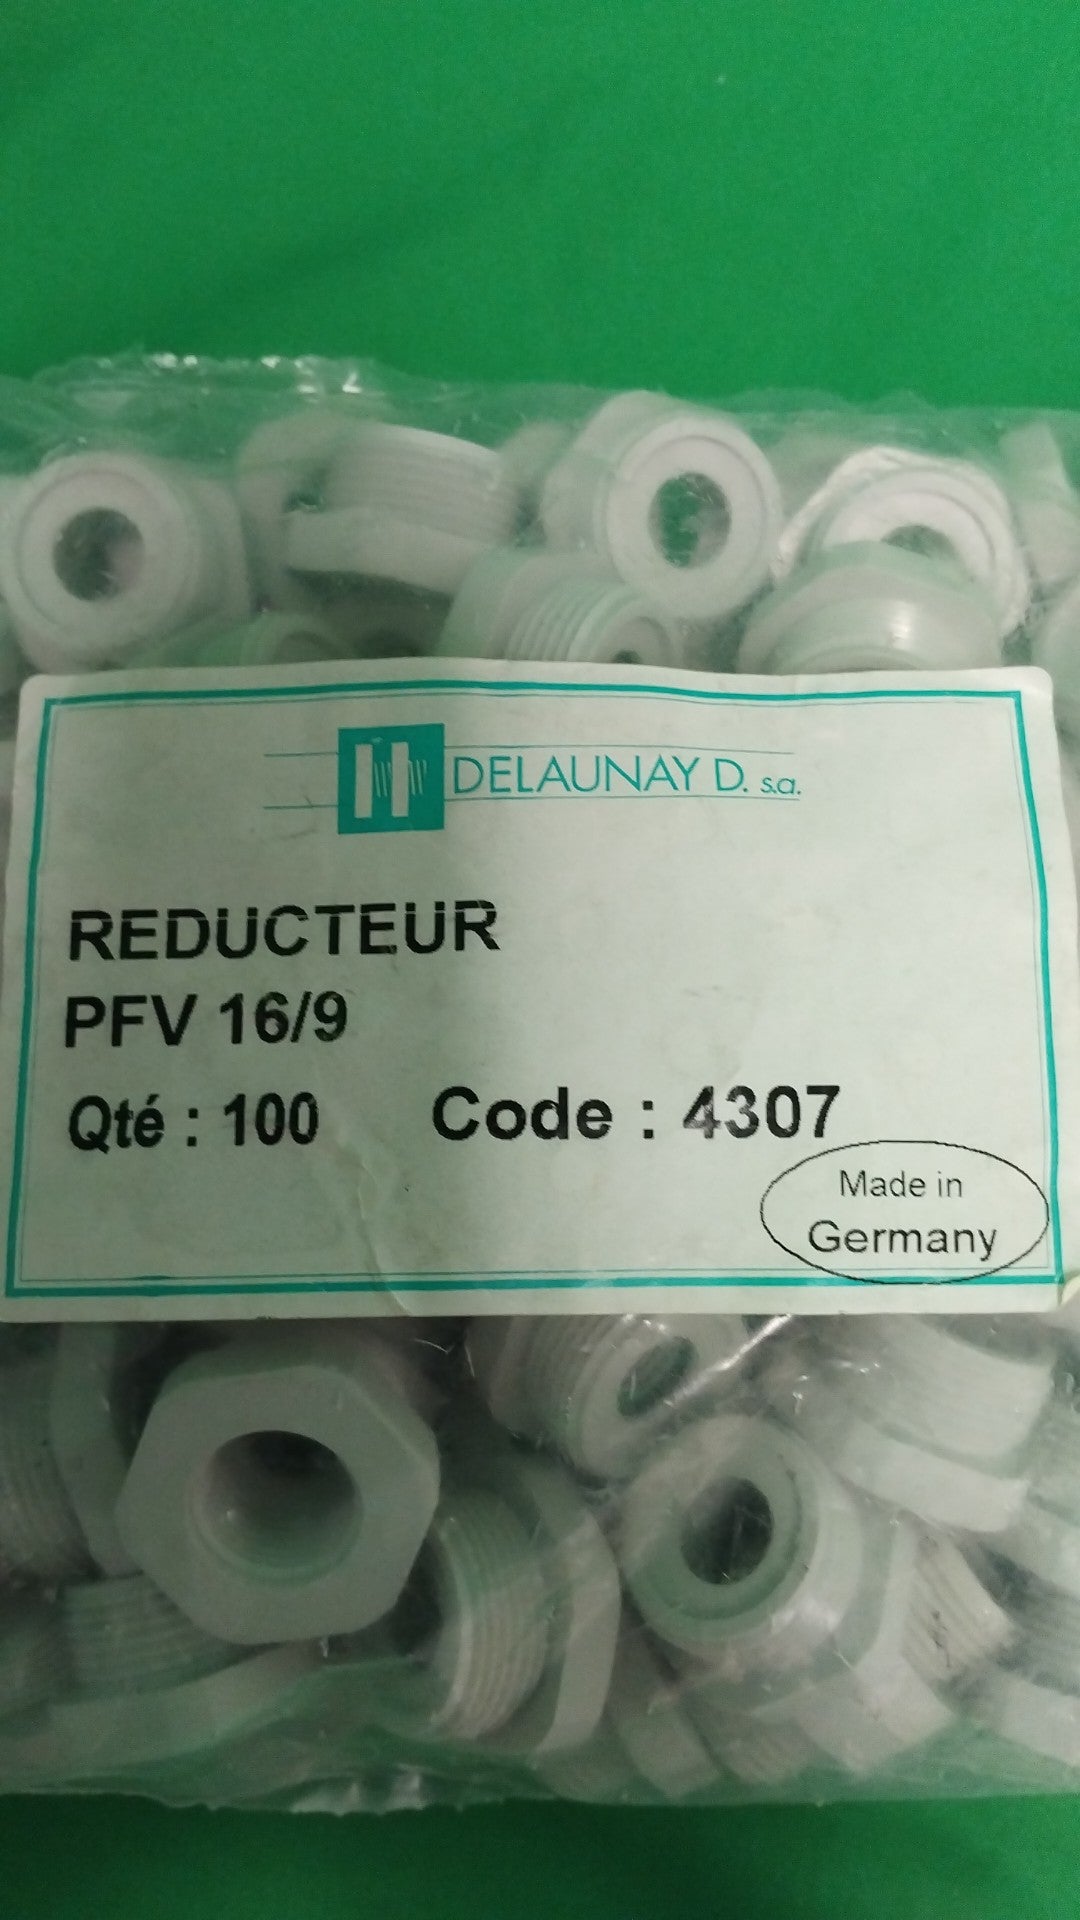 DELAUNAY D. s.a.
REDUCTEUR
PFV 16/9
Qté : 100 Code : 4307
Made in
Germany